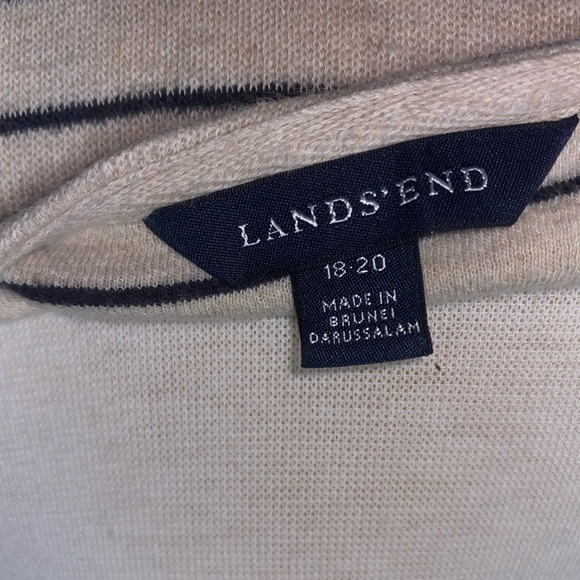 LANDS' END
18-20
MADE IN
BRUNEI
DARUSSALAM